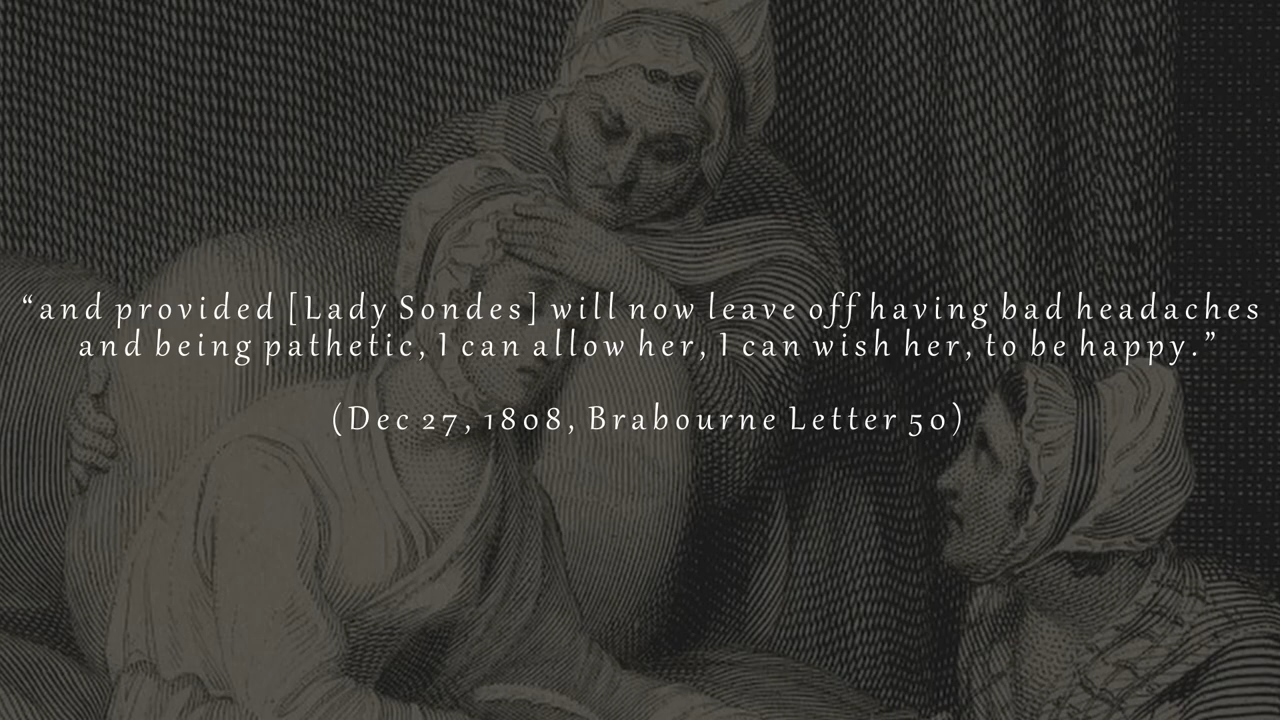 “and provided [Lady Sondes] will now leave off having bad headaches
and being pathetic, I can allow her, I can wish her, to be happy.”
(Dec 27, 1808, Brabourne Letter 50)